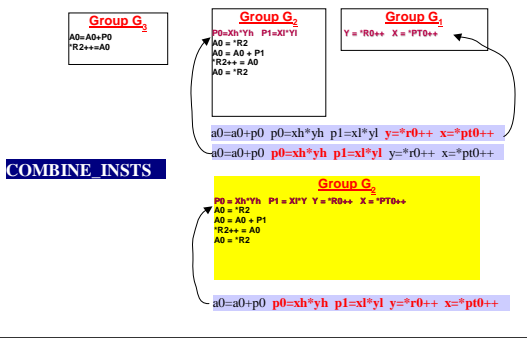 Group G3
A0=A0+P0
*R2++=A0
Group G2
P0=Xh*Yh P1=Xl*Yl
A0 = *R2
A0 = A0 + P1
*R2++ = A0
A0 = *R2
Group G1
Y = *R0++ X = *PT0++
a0=a0+p0 p0=xh*yh p1=xl*yl y=*r0++ x=*pt0++
a0=a0+p0 p0=xh*yh p1=xl*yl y=*r0++ x=*pt0++
COMBINE_INSTS
Group G2
P0 = Xh*Yh P1 = Xl*Y Y = *R0++ X = *PT0++
A0 = *R2
A0 = A0 + P1
*R2++ = A0
A0 = *R2
a0=a0+p0 p0=xh*yh p1=xl*yl y=*r0++ x=*pt0++